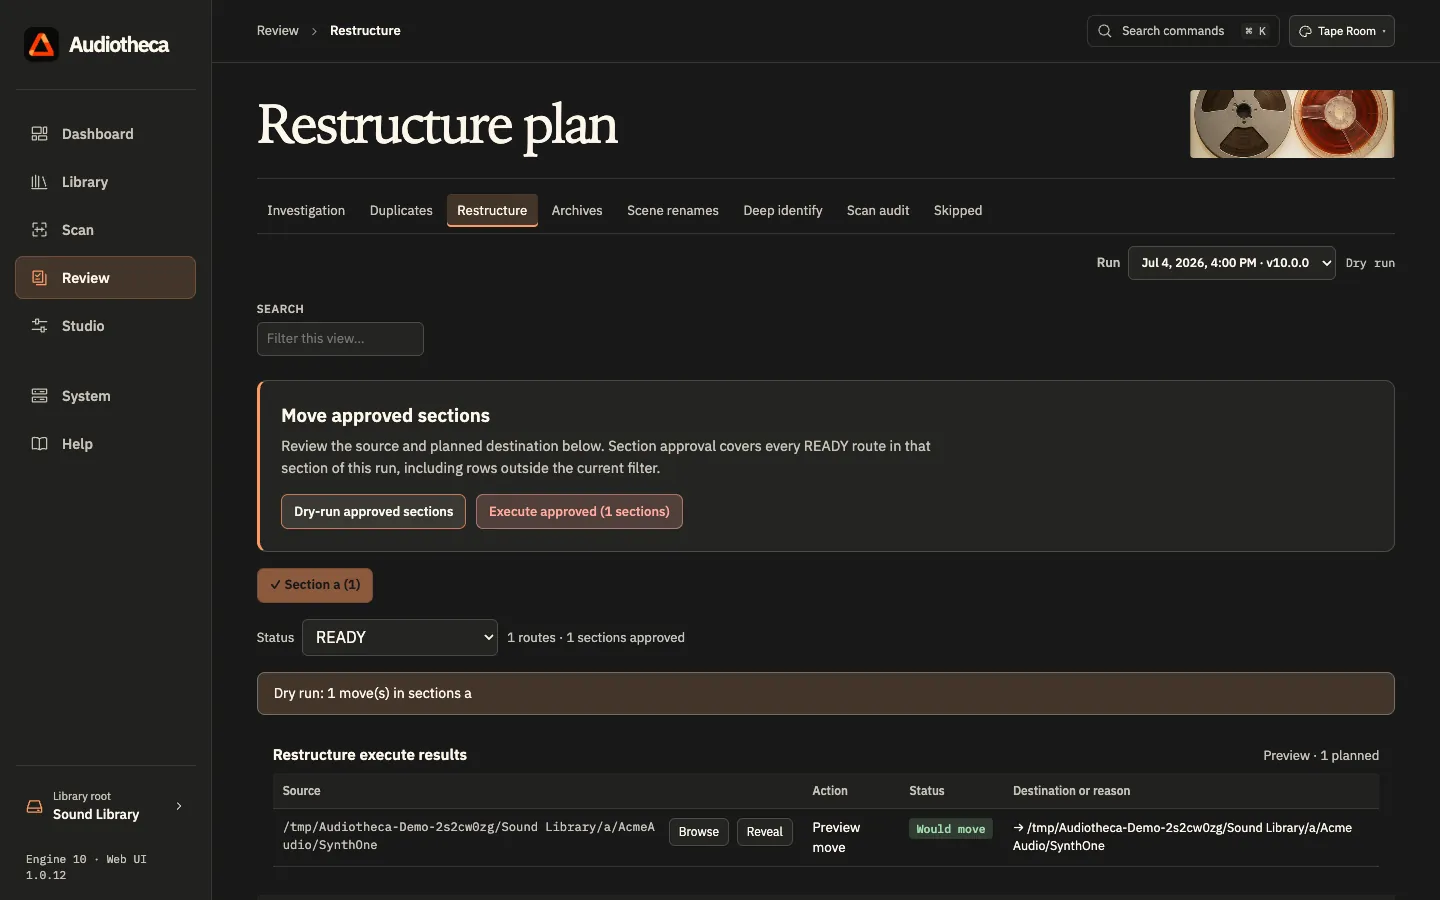 Audiotheca
Review > Restructure
Search commands ⌘ K
Tape Room
Restructure plan
Dashboard
Library
Scan
Review
Studio
System
Help
Investigation Duplicates Restructure Archives Scene renames Deep identify Scan audit Skipped
Run Jul 4, 2026, 4:00 PM · v10.0.0 Dry run
SEARCH
Filter this view...
Move approved sections
Review the source and planned destination below. Section approval covers every READY route in that
section of this run, including rows outside the current filter.
Dry-run approved sections Execute approved (1 sections)
✓ Section a (1)
Status READY 1 routes · 1 sections approved
Dry run: 1 move(s) in sections a
Restructure execute results Preview · 1 planned
Source Action Status Destination or reason
/tmp/Audiotheca-Demo-2s2cw0zg/Sound Library/a/AcmeA
udio/SynthOne
Browse Reveal
Preview
move
Would move
→ /tmp/Audiotheca-Demo-2s2cw0zg/Sound Library/a/Acme
Audio/SynthOne
Library root
Sound Library
Engine 10 · Web UI
1.0.12